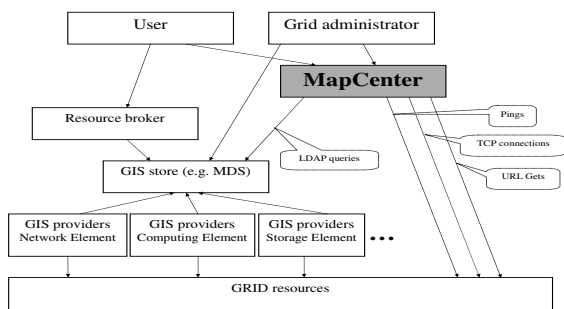 User
Grid administrator
MapCenter
Pings
Resource broker
TCP connections
LDAP queries
GIS store (e.g. MDS)
URL Gets
GIS providers
Network Element
GIS providers
Computing Element
GIS providers
Storage Element
GRID resources